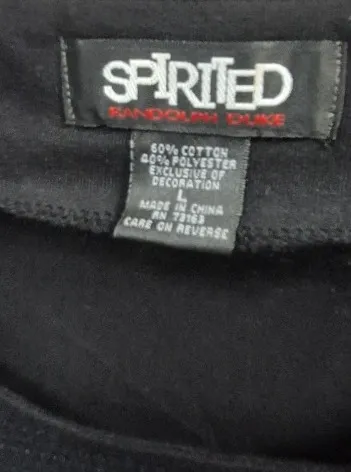 SPIRITED
RANDOLPH DUKE
60% COTTON
40% POLYESTER
EXCLUSIVE OF
DECORATION
L
MADE IN CHINA
RN 73163
CARE ON REVERSE